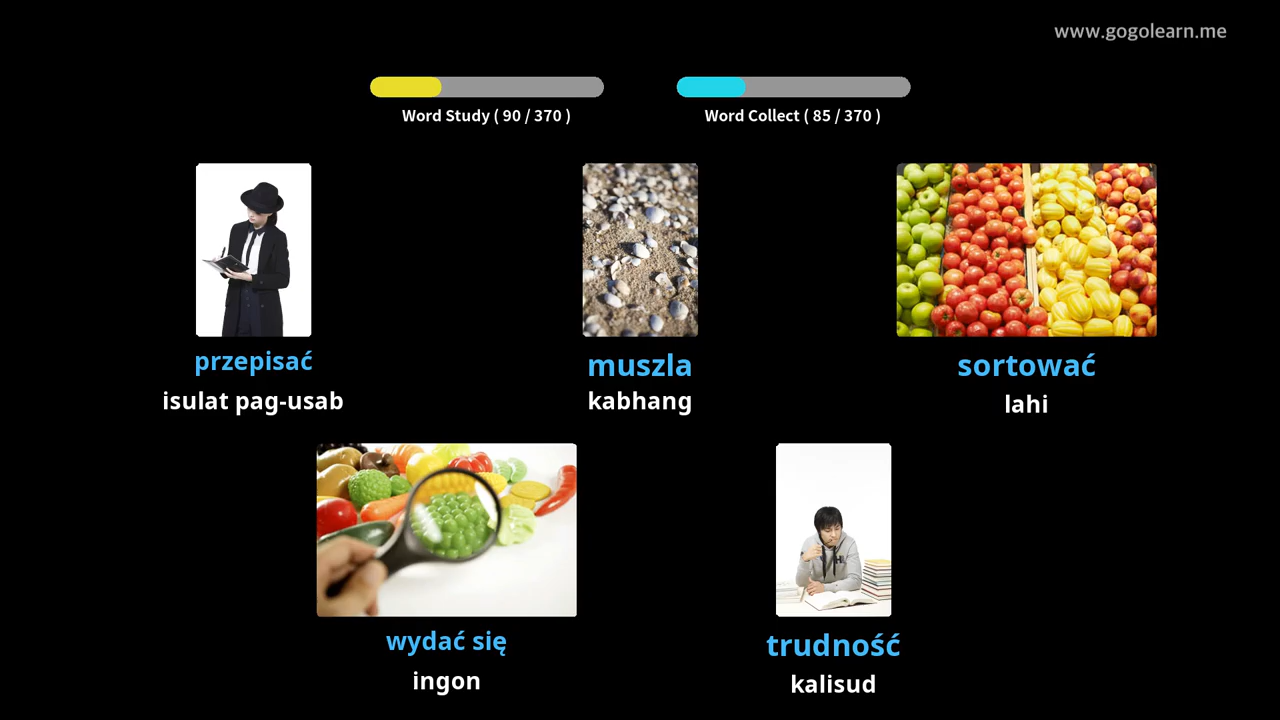 www.gogolearn.me
Word Study ( 90 / 370 )
Word Collect ( 85 / 370 )
przepisać
isulat pag-usab
muszla
kabhang
sortować
lahi
wydać się
ingon
trudność
kalisud